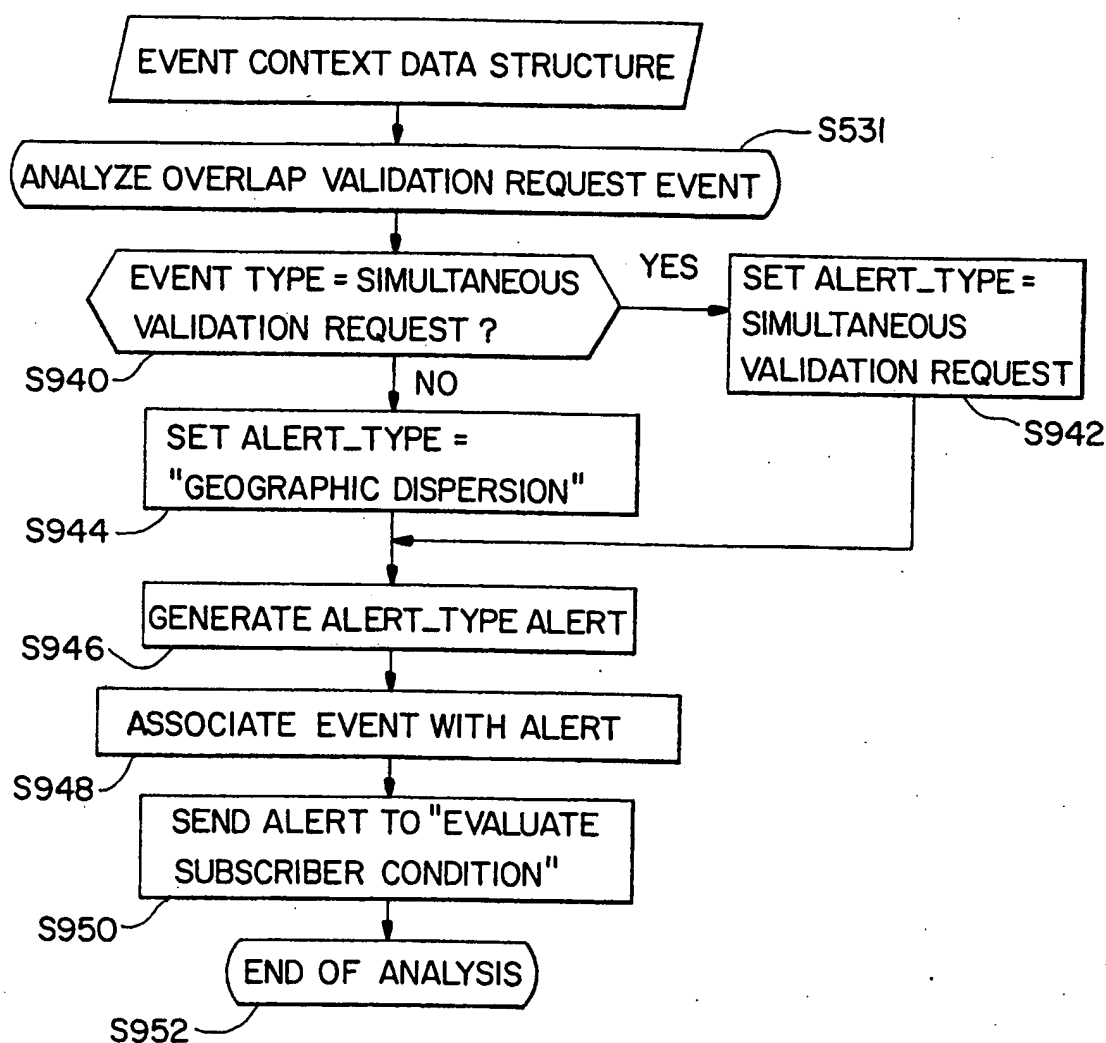 EVENT CONTEXT DATA STRUCTURE
S531
ANALYZE OVERLAP VALIDATION REQUEST EVENT
EVENT TYPE = SIMULTANEOUS
VALIDATION REQUEST ?
S940
YES
SET ALERT_TYPE =
SIMULTANEOUS
VALIDATION REQUEST
S942
NO
SET ALERT_TYPE =
"GEOGRAPHIC DISPERSION"
S944
GENERATE ALERT_TYPE ALERT
S946
ASSOCIATE EVENT WITH ALERT
S948
SEND ALERT TO "EVALUATE
SUBSCRIBER CONDITION"
S950
END OF ANALYSIS
S952